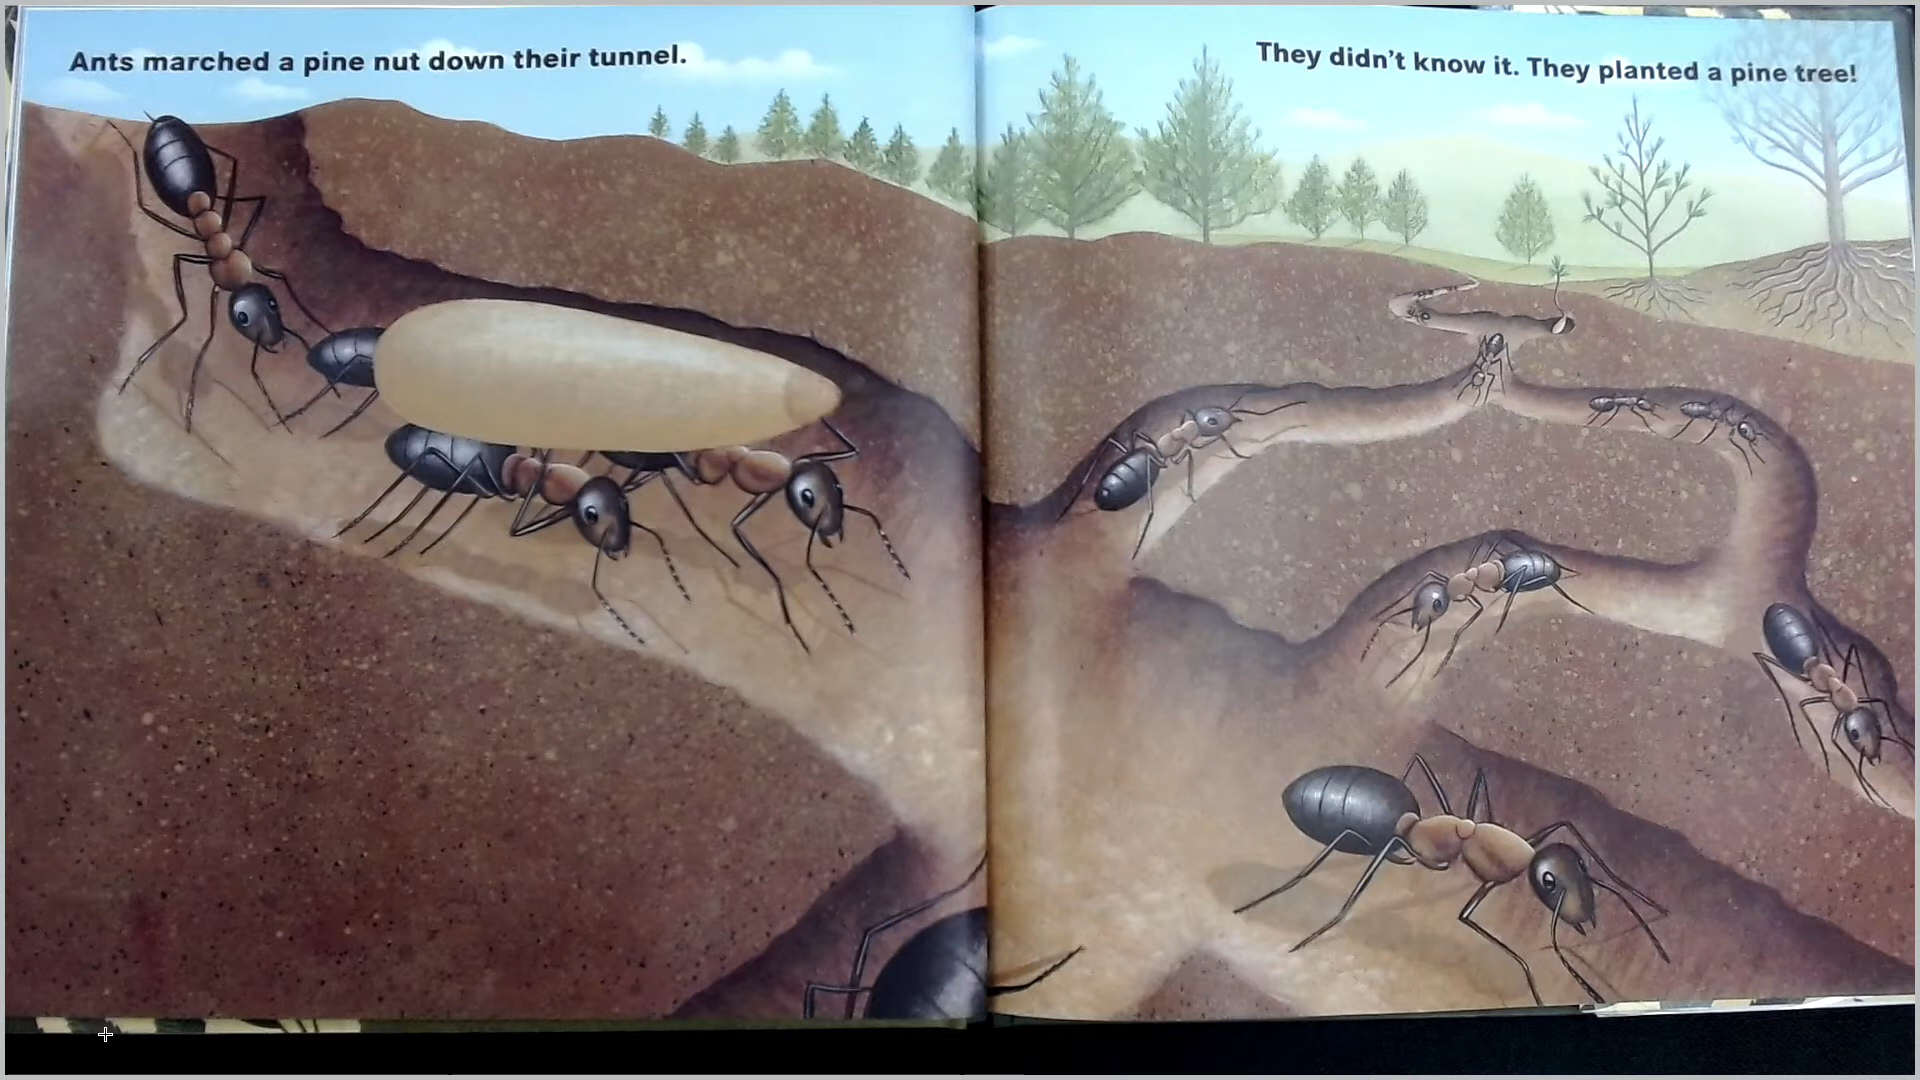 Ants marched a pine nut down their tunnel.
They didn't know it. They planted a pine tree!